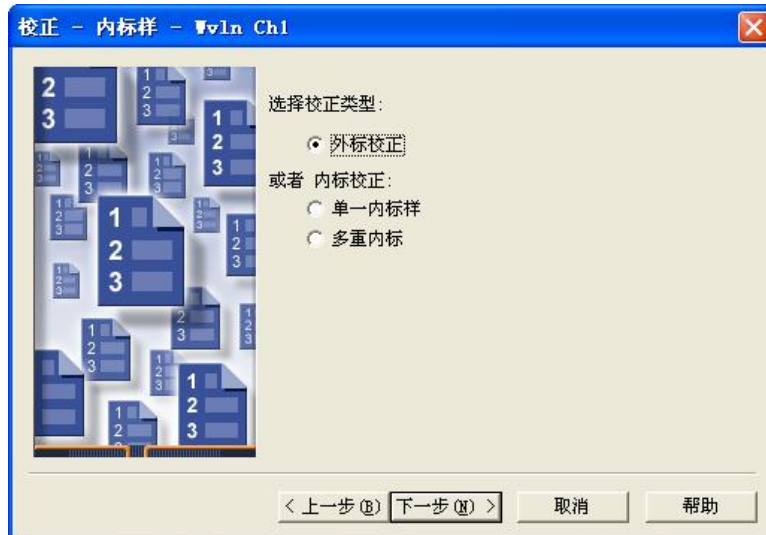 校正 - 内标样 - Wvln Ch1
选择校正类型:
外标校正
或者 内标校正:
单一内标样
多重内标
< 上一步(B) 下一步(N) > 取消 帮助